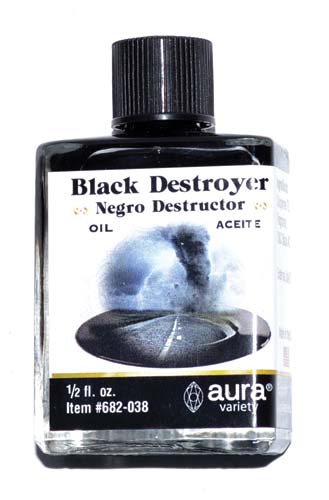 Black Destroyer
Negro Destructor
OIL ACEITE
1/2 fl. oz.
Item #682-038
aura®
variety